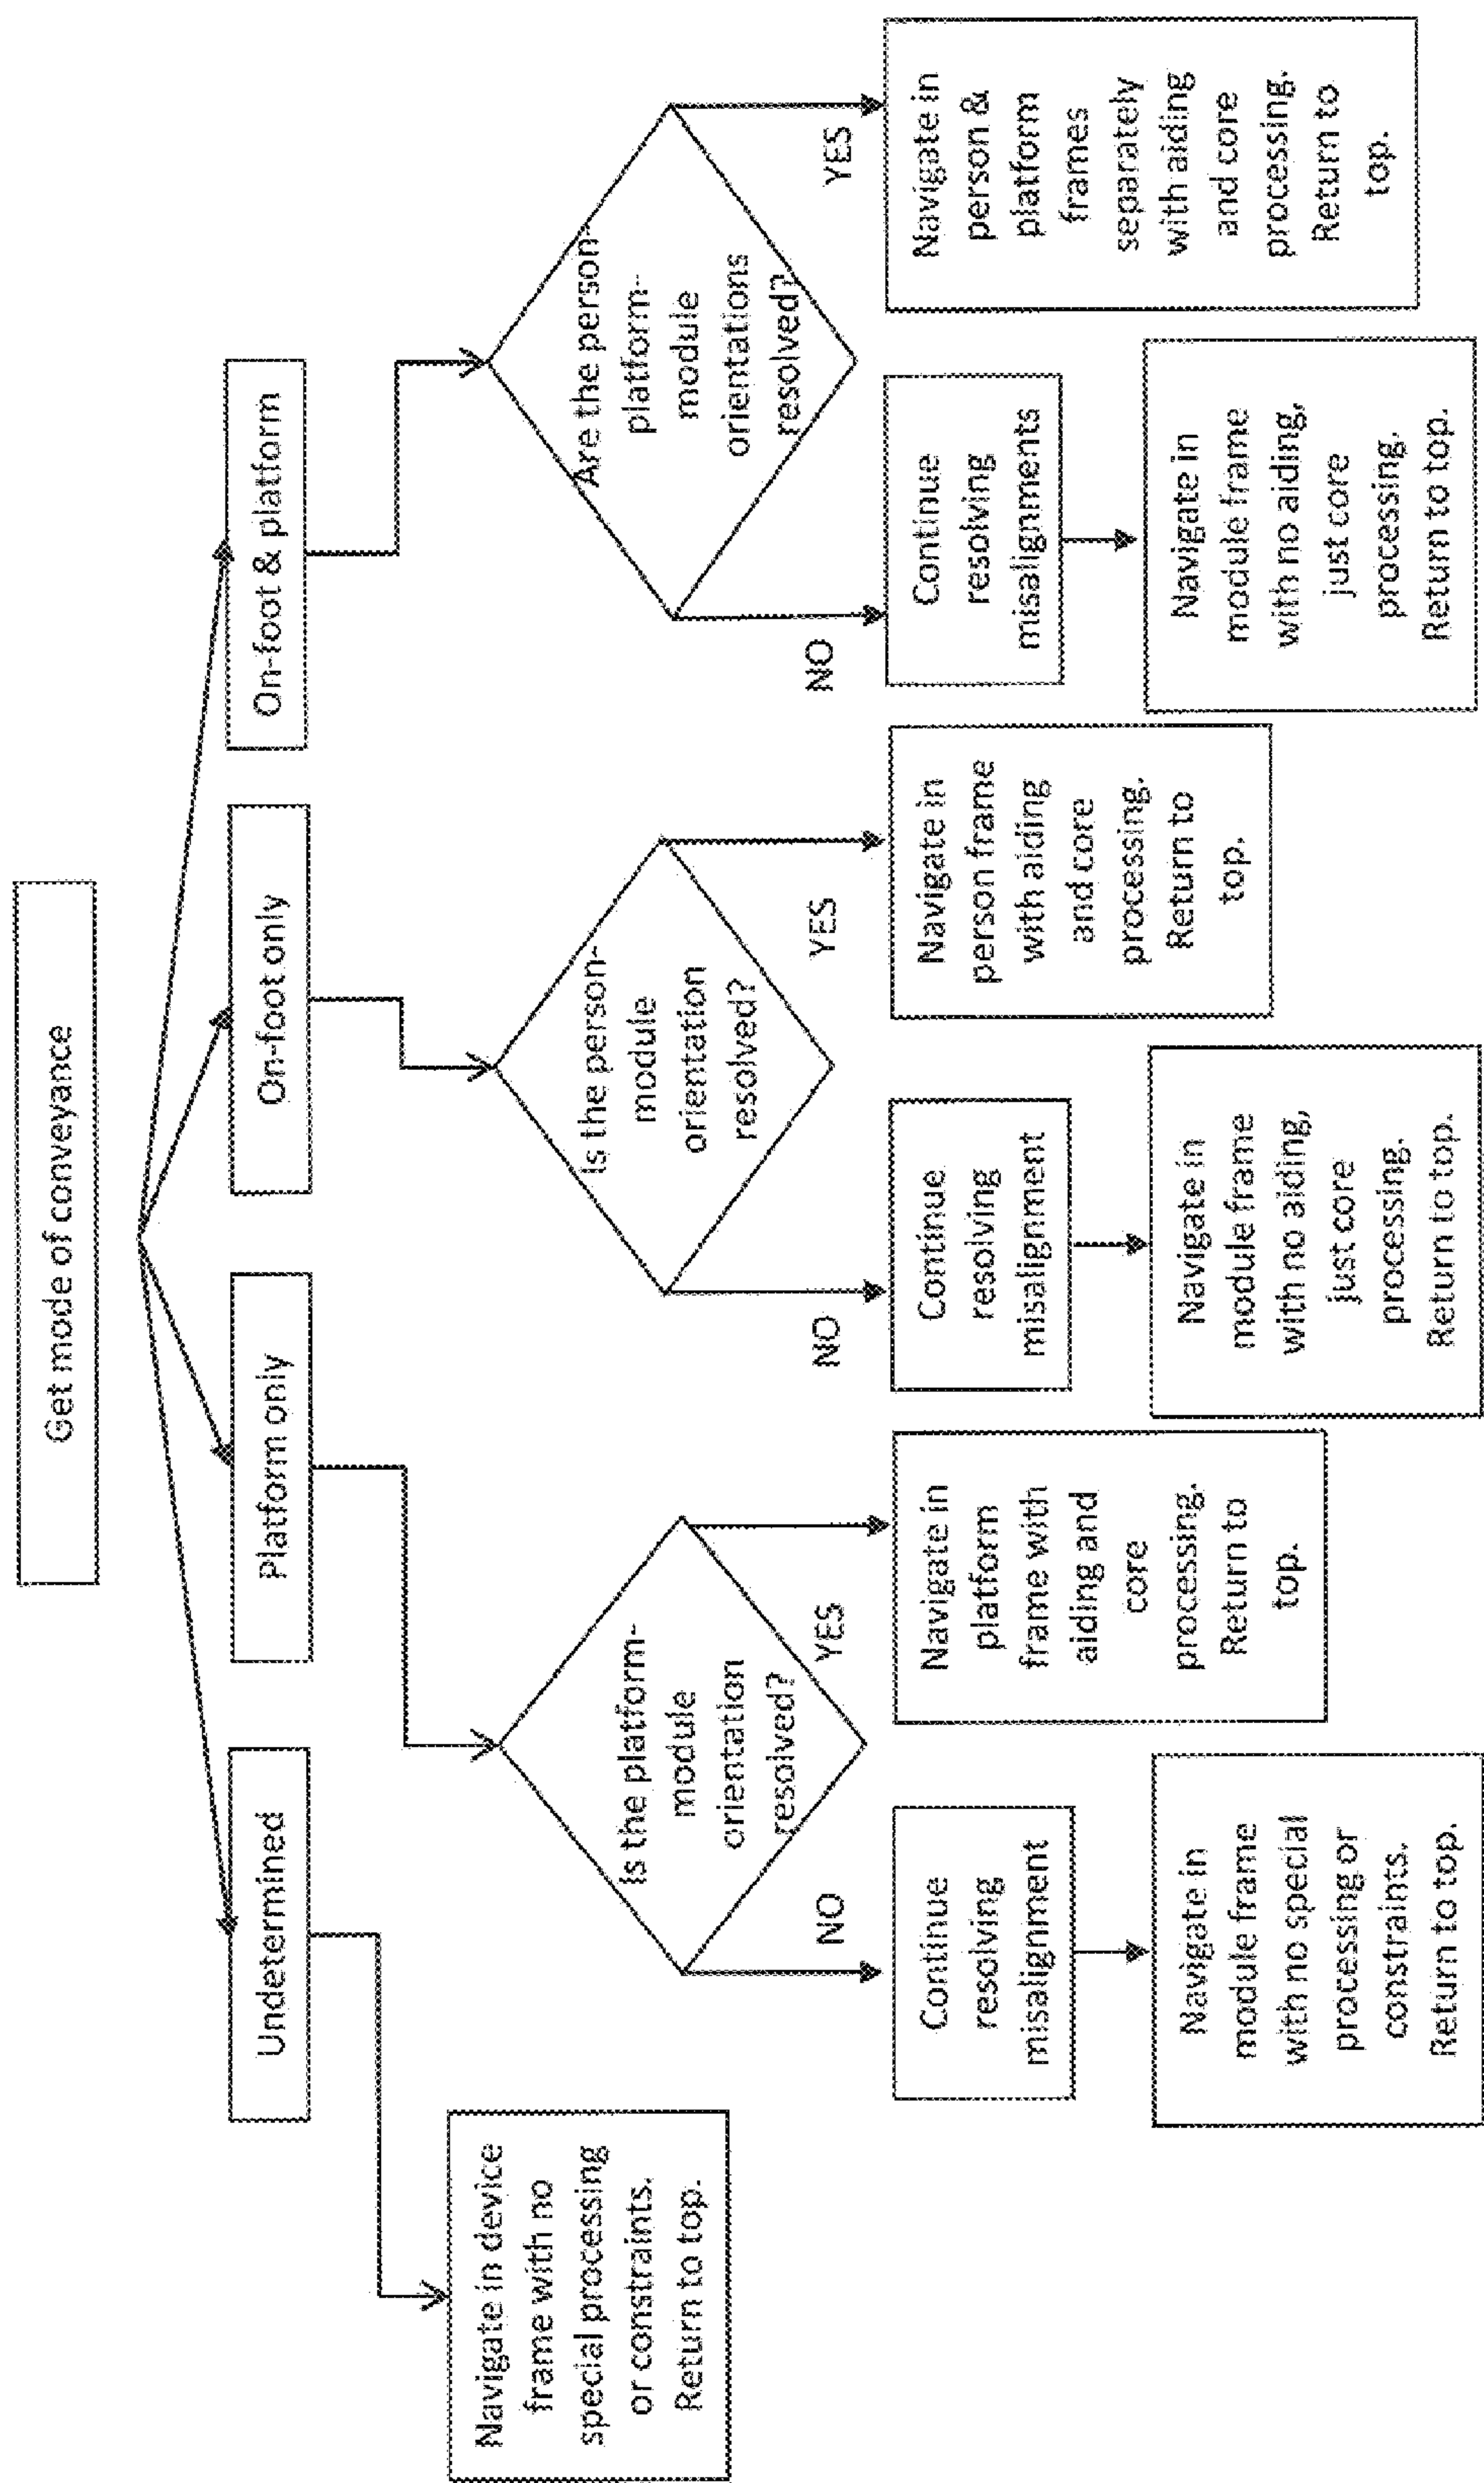 Get mode of conveyance
Undetermined
Platform only
On-foot only
On-foot & platform
Navigate in device
frame with no
special processing
or constraints.
Return to top.
Is the platform-
module
orientation
resolved?
NO
YES
Continue
resolving
misalignment
Navigate in
module frame
with no special
processing or
constraints.
Return to top.
Navigate in
platform
frame with
aiding and
core
processing.
Return to
top.
Is the person-
module
orientation
resolved?
NO
YES
Continue
resolving
misalignment
Navigate in
module frame
with no aiding,
just core
processing.
Return to top.
Navigate in
person frame
with aiding
and core
processing.
Return to
top.
Are the person-
platform-
module
orientations
resolved?
NO
YES
Continue
resolving
misalignments
Navigate in
module frame
with no aiding,
just core
processing.
Return to top.
Navigate in
person &
platform
frames
separately
with aiding
and core
processing.
Return to
top.